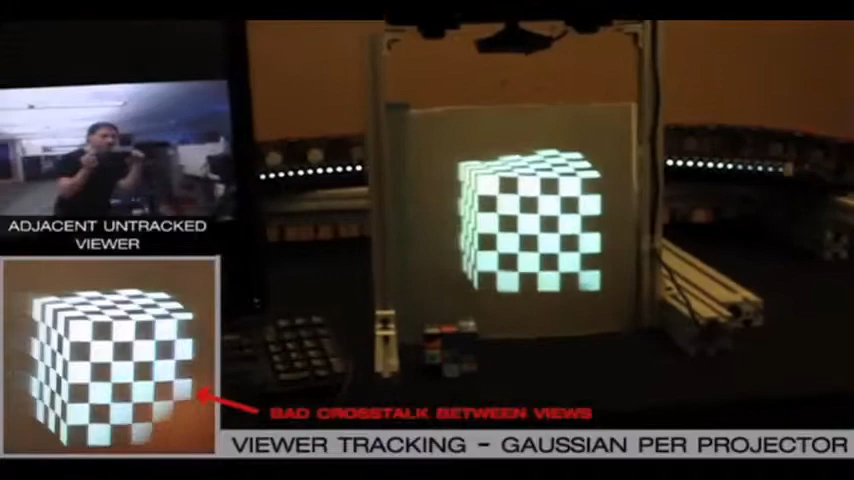 ADJACENT UNTRACKED
VIEWER
BAD CROSSTALK BETWEEN VIEWS
VIEWER TRACKING - GAUSSIAN PER PROJECTOR